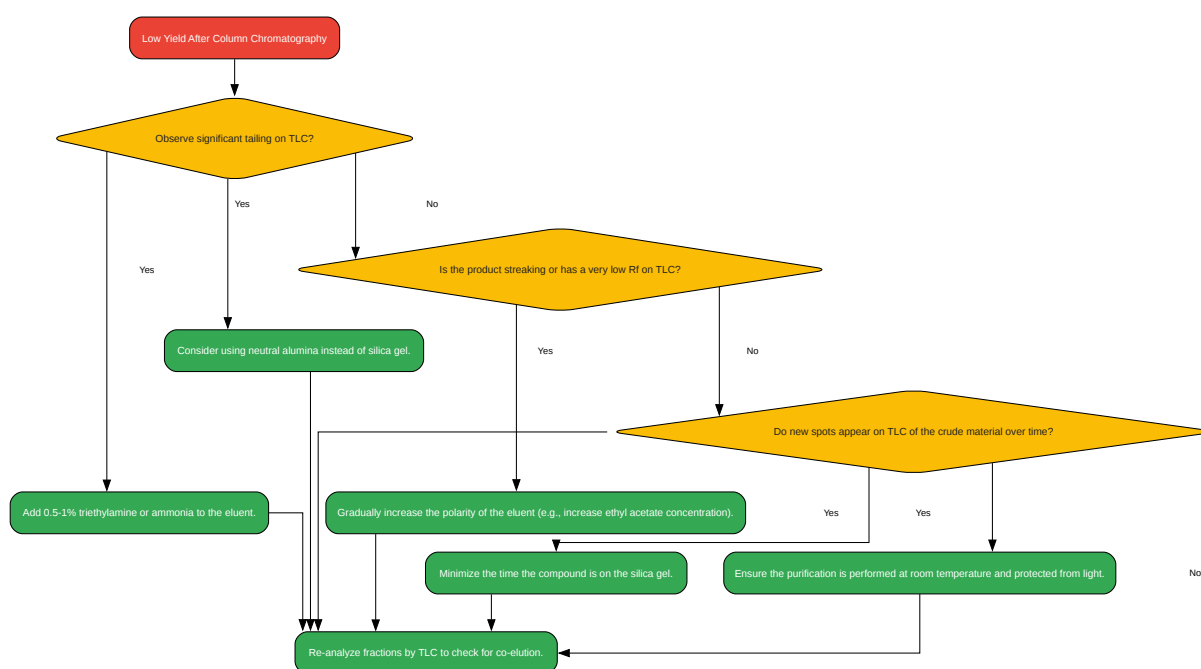 Low Yield After Column Chromatography
Observe significant tailing on TLC?
Yes
No
Yes
Is the product streaking or has a very low Rf on TLC?
Consider using neutral alumina instead of silica gel.
Yes
No
Do new spots appear on TLC of the crude material over time?
Add 0.5-1% triethylamine or ammonia to the eluent.
Gradually increase the polarity of the eluent (e.g., increase ethyl acetate concentration).
Yes
Yes
Minimize the time the compound is on the silica gel.
Ensure the purification is performed at room temperature and protected from light.
No
Re-analyze fractions by TLC to check for co-elution.